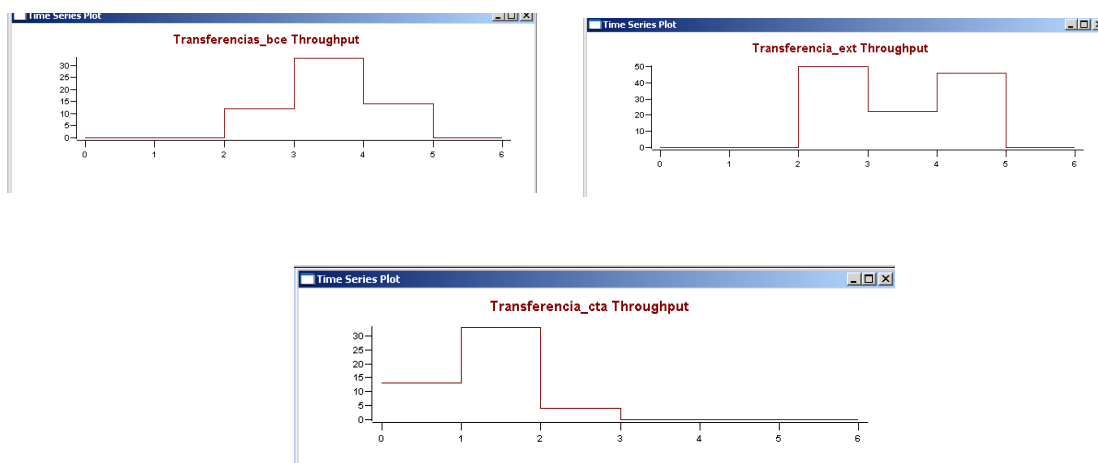 Time Series Plot
Transferencias_bce Throughput
30
25
20
15
10
5
0
0 1 2 3 4 5 6
Time Series Plot
Transferencia_ext Throughput
50
40
30
20
10
0
0 1 2 3 4 5 6
Time Series Plot
Transferencia_cta Throughput
30
25
20
15
10
5
0
0 1 2 3 4 5 6